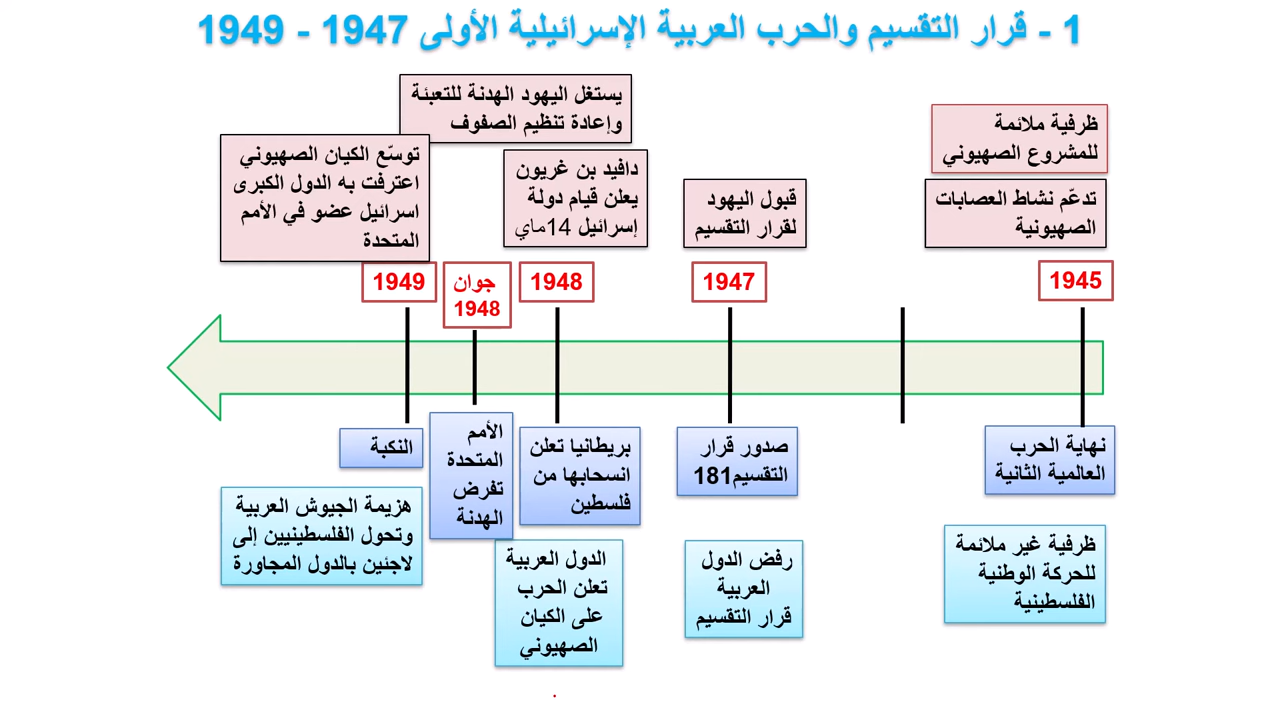 1 - قرار التقسيم والحرب العربية الإسرائيلية الأولى 1947 - 1949
ظرفية ملائمة
للمشروع الصهيوني
تدعّم نشاط العصابات
الصهيونية
1945
نهاية الحرب
العالمية الثانية
ظرفية غير ملائمة
للحركة الوطنية
الفلسطينية
قبول اليهود
لقرار التقسيم
1947
صدور قرار
التقسيم181
رفض الدول
العربية
قرار التقسيم
دافيد بن غريون
يعلن قيام دولة
إسرائيل 14ماي
1948
بريطانيا تعلن
انسحابها من
فلسطين
الدول العربية
تعلن الحرب
على الكيان
الصهيوني
يستغل اليهود الهدنة للتعبئة
وإعادة تنظيم الصفوف
جوان
1948
الأمم
المتحدة
تفرض
الهدنة
توسّع الكيان الصهيوني
اعترفت به الدول الكبرى
اسرائيل عضو في الأمم
المتحدة
1949
النكبة
هزيمة الجيوش العربية
وتحول الفلسطينيين إلى
لاجئين بالدول المجاورة